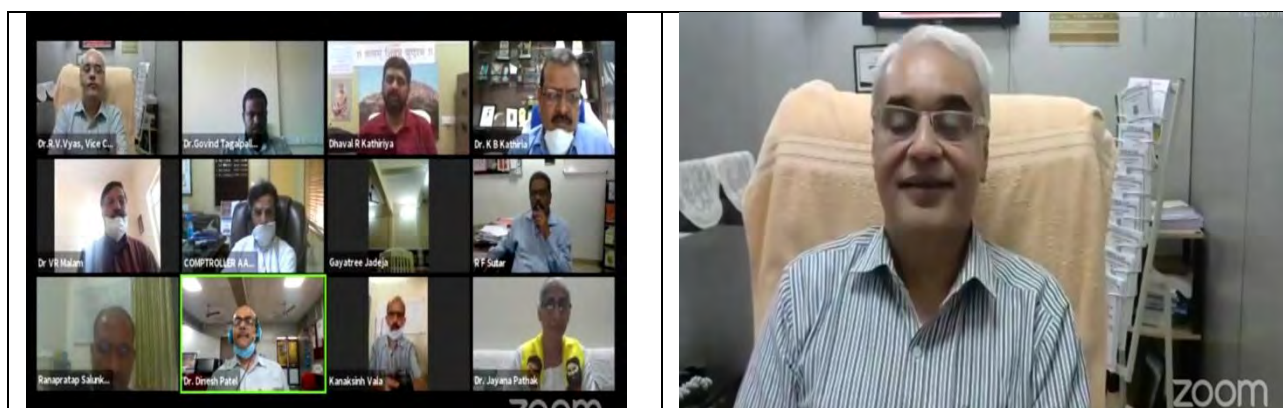 Dr.R.V.Vyas, Vice C...
Dr.Govind Tagalpall...
Dhaval R Kathiriya
Dr. K B Kathiria
Dr VR Malam
COMPTROLLER AA...
Gayatree Jadeja
R F Sutar
Ranapratap Salunk...
Dr. Dinesh Patel
Kanaksinh Vala
Dr. Jayana Pathak
zoom
zoom